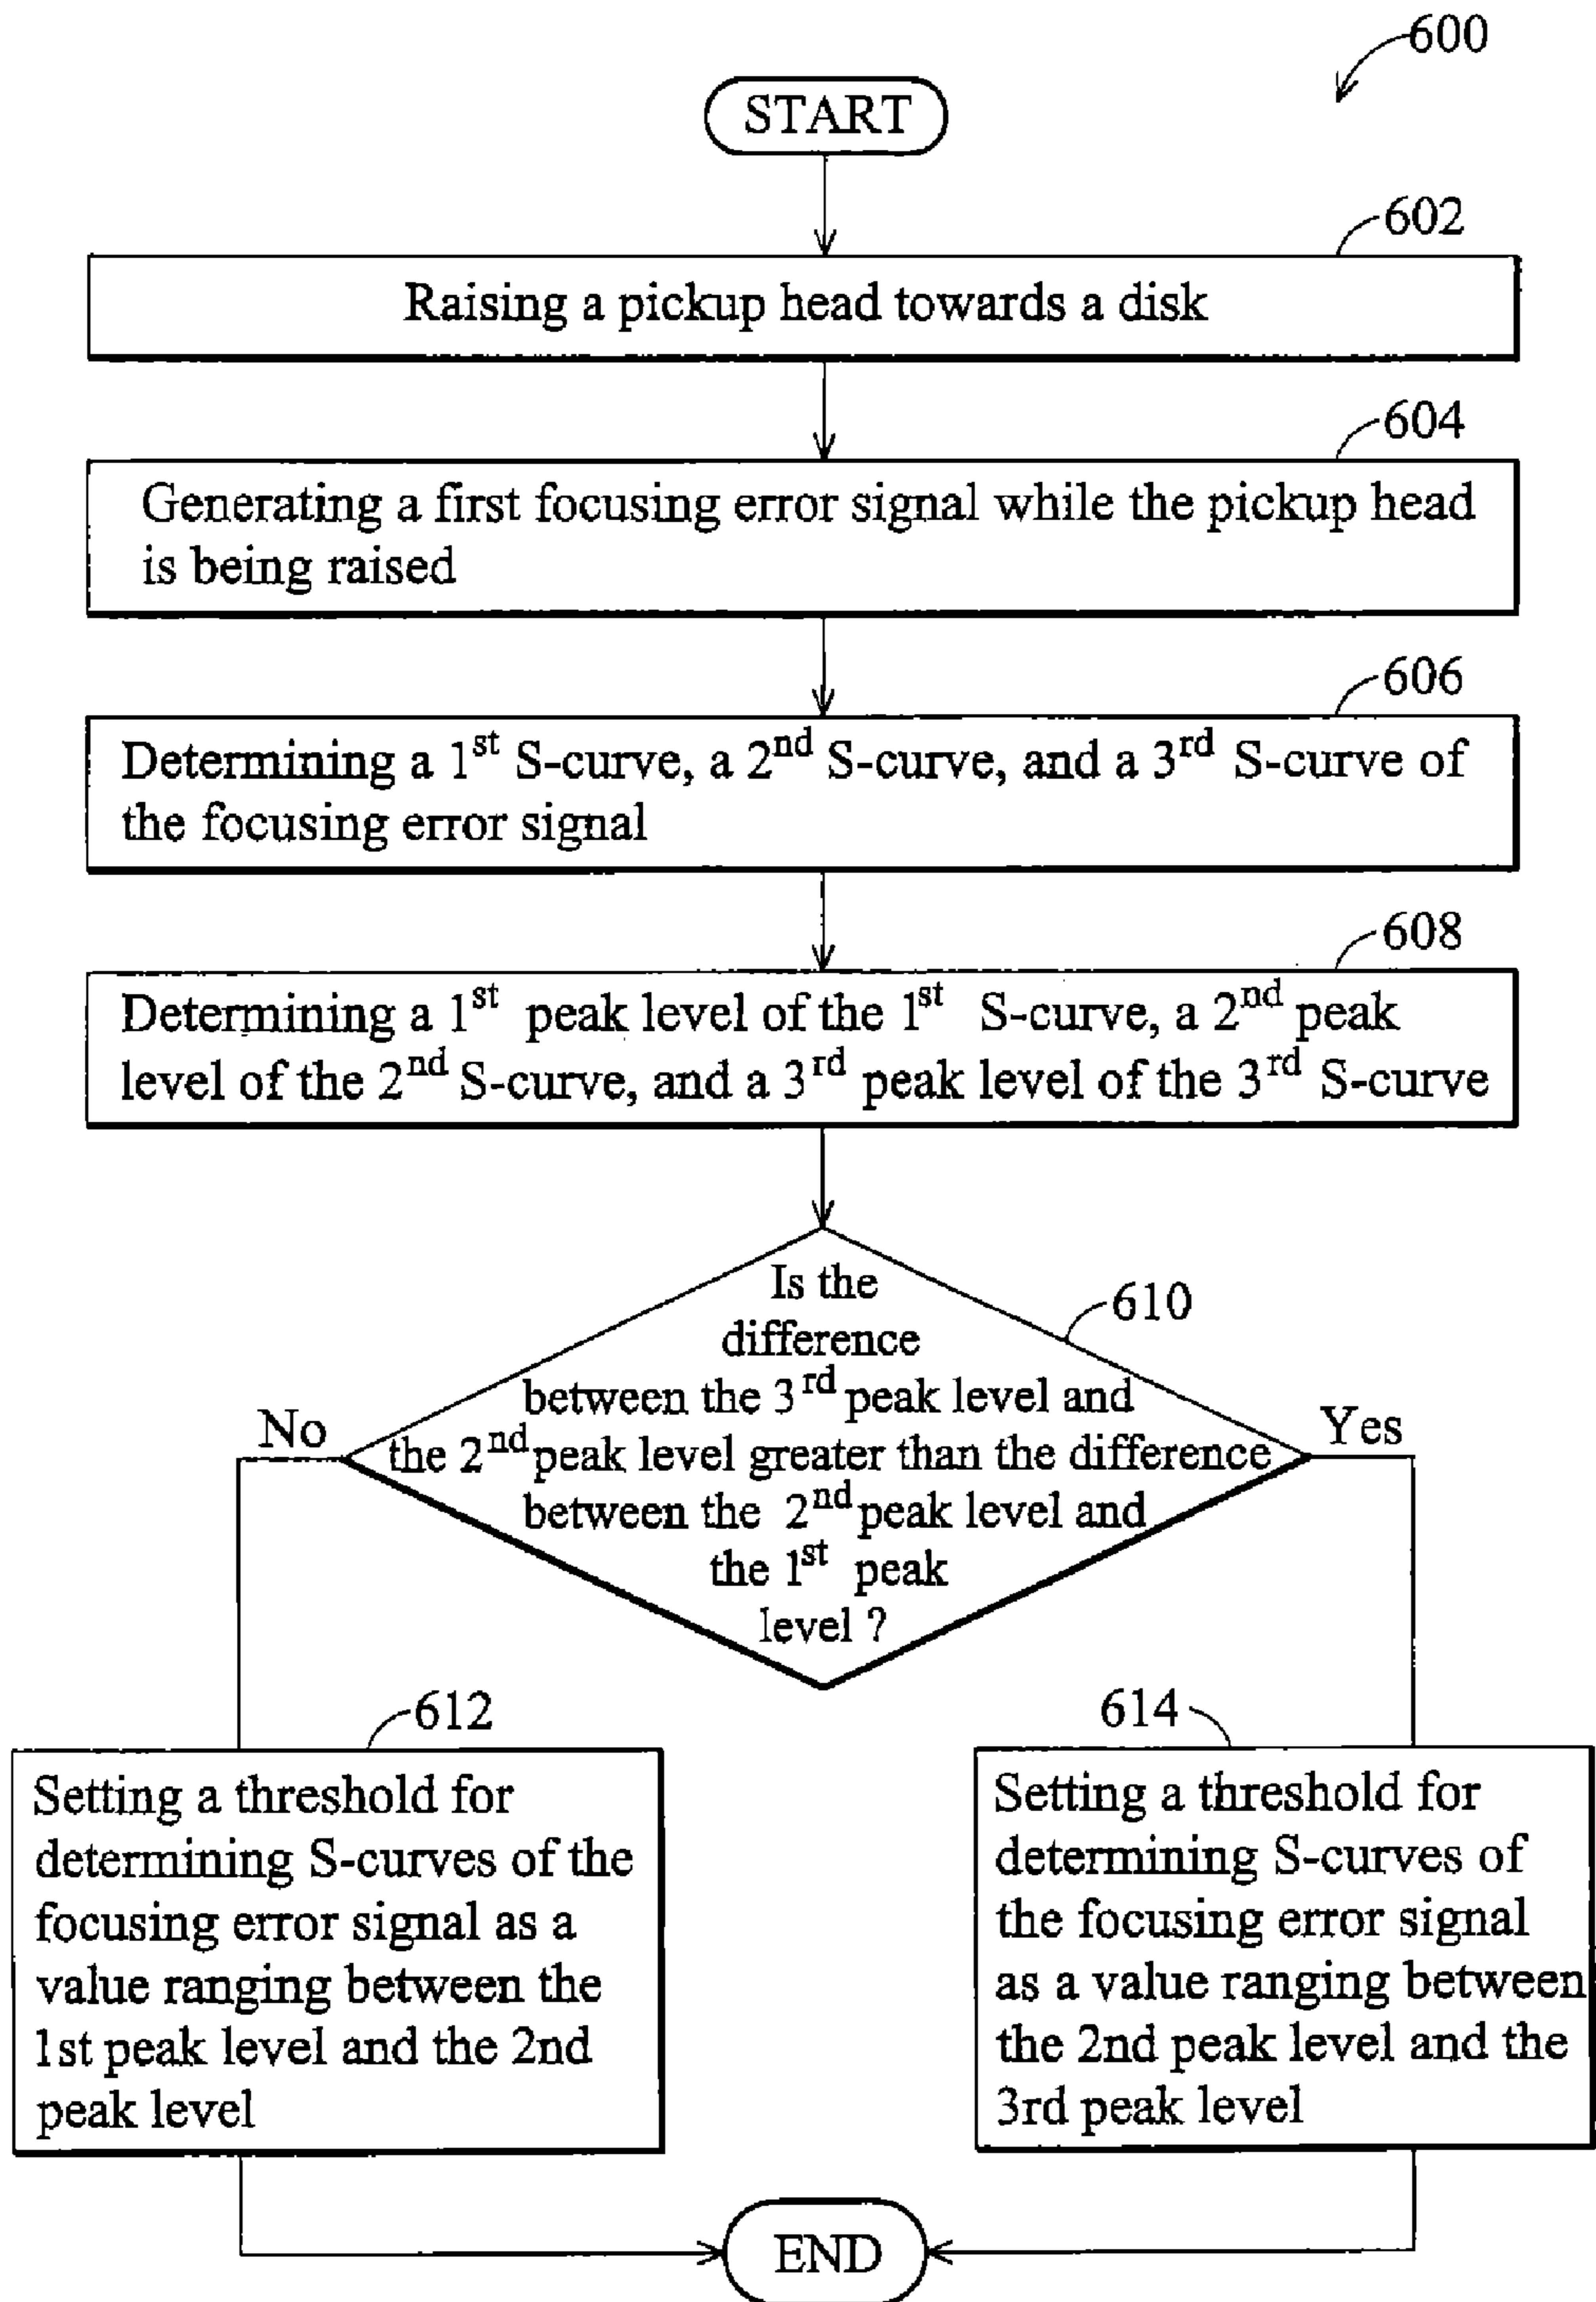 600
START
602
Raising a pickup head towards a disk
604
Generating a first focusing error signal while the pickup head
is being raised
606
Determining a 1st S-curve, a 2nd S-curve, and a 3rd S-curve of
the focusing error signal
608
Determining a 1st peak level of the 1st S-curve, a 2nd peak
level of the 2nd S-curve, and a 3rd peak level of the 3rd S-curve
610
Is the
difference
between the 3rd peak level and
the 2nd peak level greater than the difference
between the 2nd peak level and
the 1st peak
level ?
No
Yes
612
Setting a threshold for
determining S-curves of the
focusing error signal as a
value ranging between the
1st peak level and the 2nd
peak level
614
Setting a threshold for
determining S-curves of
the focusing error signal
as a value ranging between
the 2nd peak level and the
3rd peak level
END